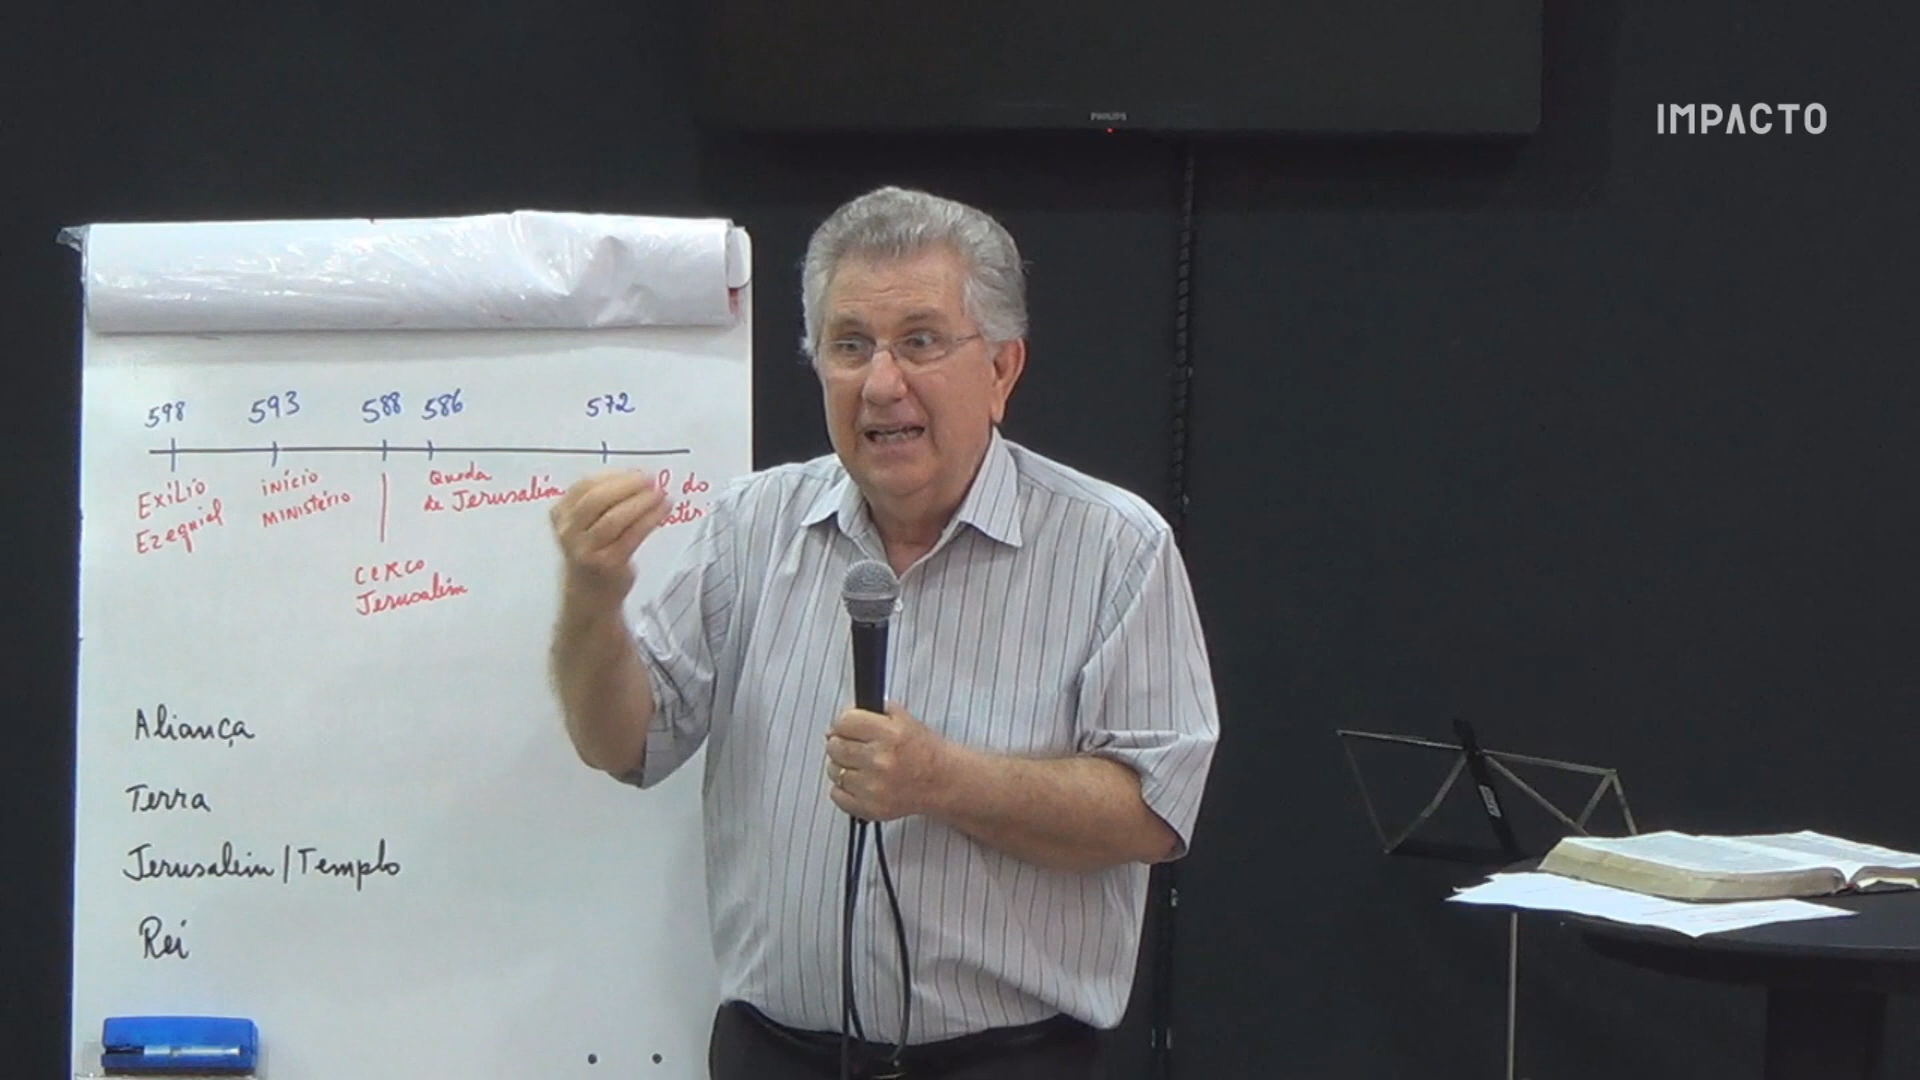 PHILIPS
IMPACTO
598 593 588 586 572
Exílio
Ezequiel
início
ministério
cerco
Jerusalém
Queda
de Jerusalém
do
Aliança
Terra
Jerusalém/Templo
Rei